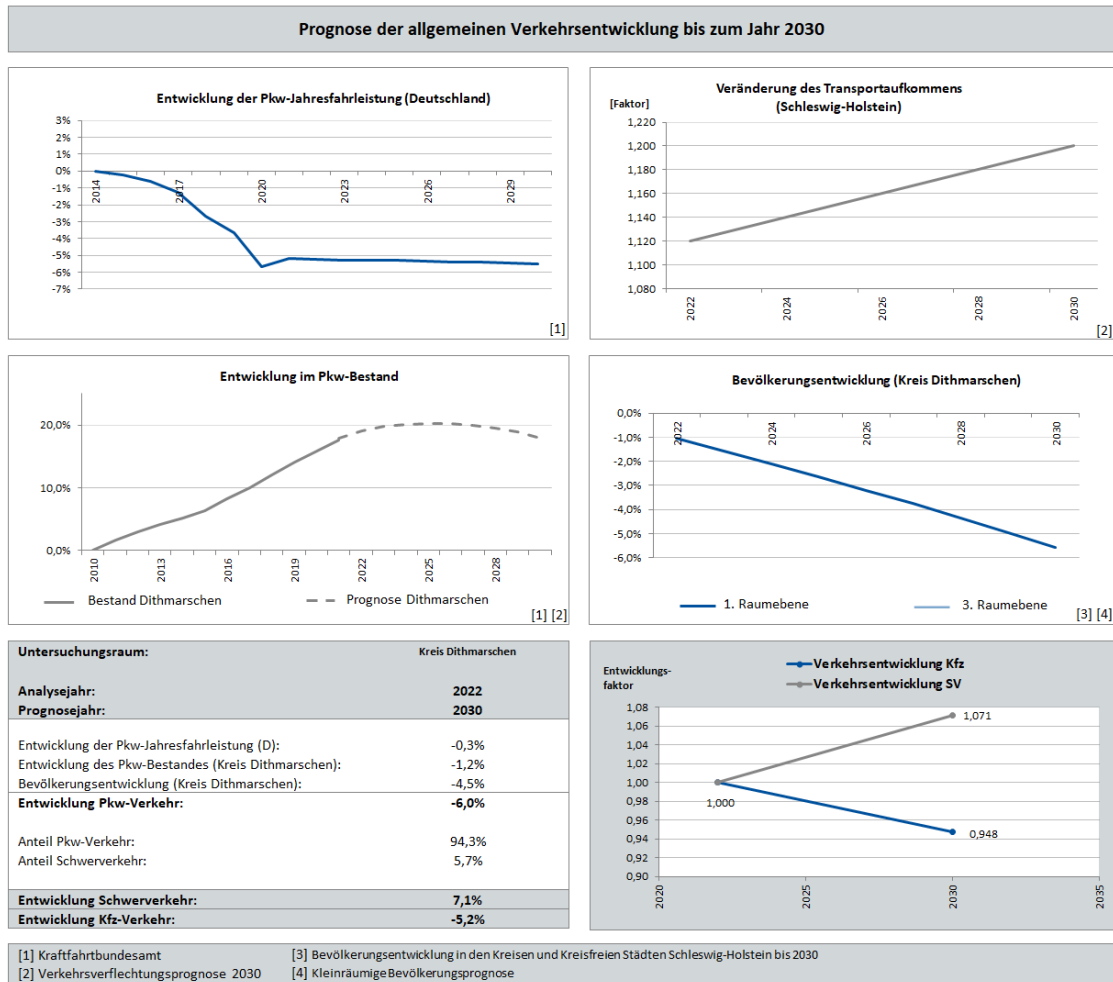 Prognose der allgemeinen Verkehrsentwicklung bis zum Jahr 2030
Entwicklung der Pkw-Jahresfahrleistung (Deutschland)
3%
2%
1%
0%
-1%
-2%
-3%
-4%
-5%
-6%
-7%
2014
2017
2020
2023
2026
2029
[1]
Veränderung des Transportaufkommens
(Schleswig-Holstein)
[Faktor]
1,220
1,200
1,180
1,160
1,140
1,120
1,100
1,080
2022
2024
2026
2028
2030
[2]
Entwicklung im Pkw-Bestand
20,0%
10,0%
0,0%
2010
2013
2016
2019
2022
2025
2028
Bestand Dithmarschen
Prognose Dithmarschen
[1] [2]
Bevölkerungsentwicklung (Kreis Dithmarschen)
0,0%
-1,0%
-2,0%
-3,0%
-4,0%
-5,0%
-6,0%
2022
2024
2026
2028
2030
1. Raumebene
3. Raumebene
[3] [4]
Untersuchungsraum: Kreis Dithmarschen
Analysejahr: 2022
Prognosejahr: 2030
Entwicklung der Pkw-Jahresfahrleistung (D): -0,3%
Entwicklung des Pkw-Bestandes (Kreis Dithmarschen): -1,2%
Bevölkerungsentwicklung (Kreis Dithmarschen): -4,5%
Entwicklung Pkw-Verkehr: -6,0%
Anteil Pkw-Verkehr: 94,3%
Anteil Schwerverkehr: 5,7%
Entwicklung Schwerverkehr: 7,1%
Entwicklung Kfz-Verkehr: -5,2%
Entwicklungs-
faktor
Verkehrsentwicklung Kfz
Verkehrsentwicklung SV
1,08
1,06
1,04
1,02
1,00
0,98
0,96
0,94
0,92
0,90
1,071
1,000
0,948
2020
2025
2030
2035
[1] Kraftfahrtbundesamt
[2] Verkehrsverflechtungsprognose 2030
[3] Bevölkerungsentwicklung in den Kreisen und Kreisfreien Städten Schleswig-Holstein bis 2030
[4] Kleinräumige Bevölkerungsprognose